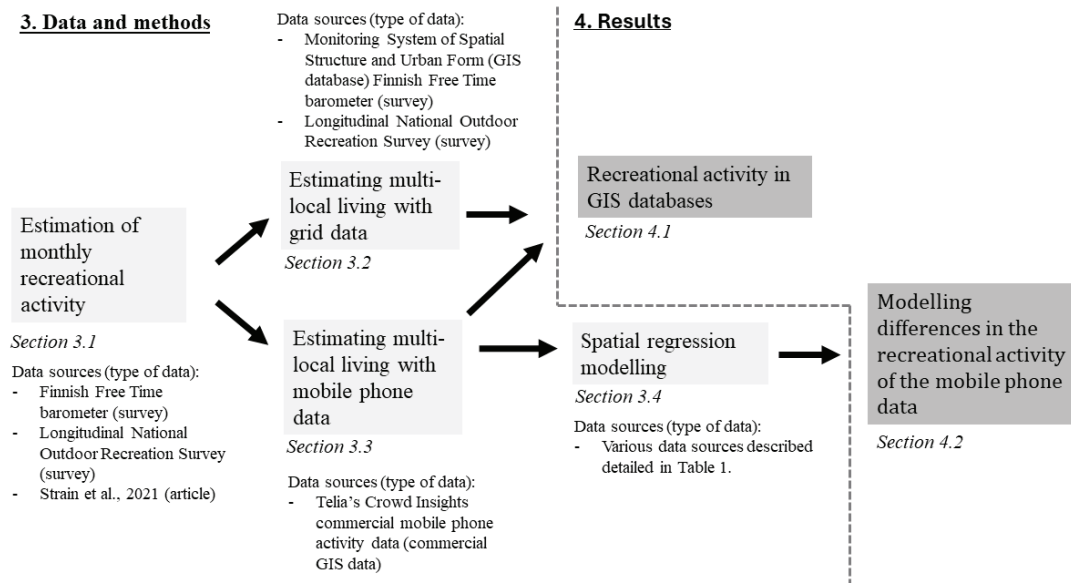 3. Data and methods
Data sources (type of data):
- Monitoring System of Spatial
Structure and Urban Form (GIS
database) Finnish Free Time
barometer (survey)
- Longitudinal National Outdoor
Recreation Survey (survey)
4. Results
Estimation of
monthly
recreational
activity
Section 3.1
Data sources (type of data):
- Finnish Free Time
barometer (survey)
- Longitudinal National
Outdoor Recreation Survey
(survey)
- Strain et al., 2021 (article)
Estimating multi-
local living with
grid data
Section 3.2
Estimating multi-
local living with
mobile phone
data
Section 3.3
Data sources (type of data):
- Telia's Crowd Insights
commercial mobile phone
activity data (commercial
GIS data)
Recreational activity in
GIS databases
Section 4.1
Spatial regression
modelling
Section 3.4
Data sources (type of data):
- Various data sources described
detailed in Table 1.
Modelling
differences in the
recreational activity
of the mobile phone
data
Section 4.2